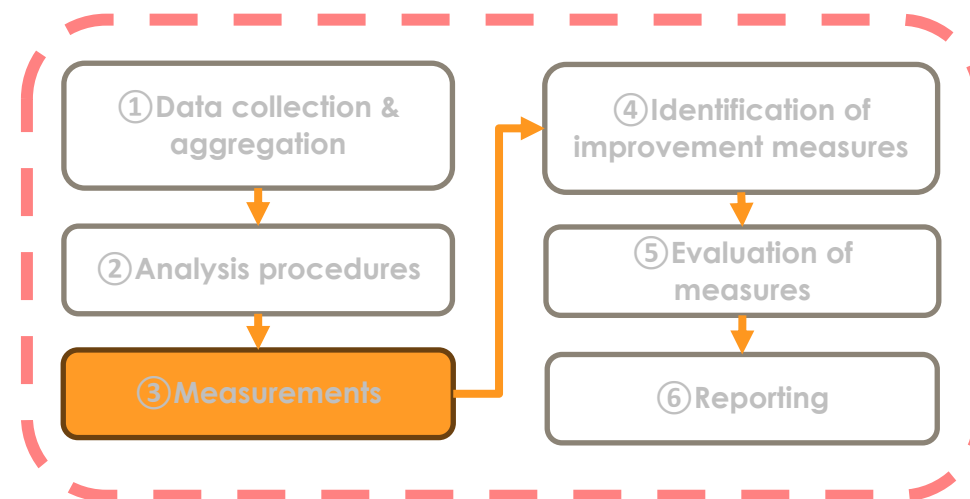 ①Data collection &
aggregation
②Analysis procedures
③Measurements
④Identification of
improvement measures
⑤Evaluation of
measures
⑥Reporting